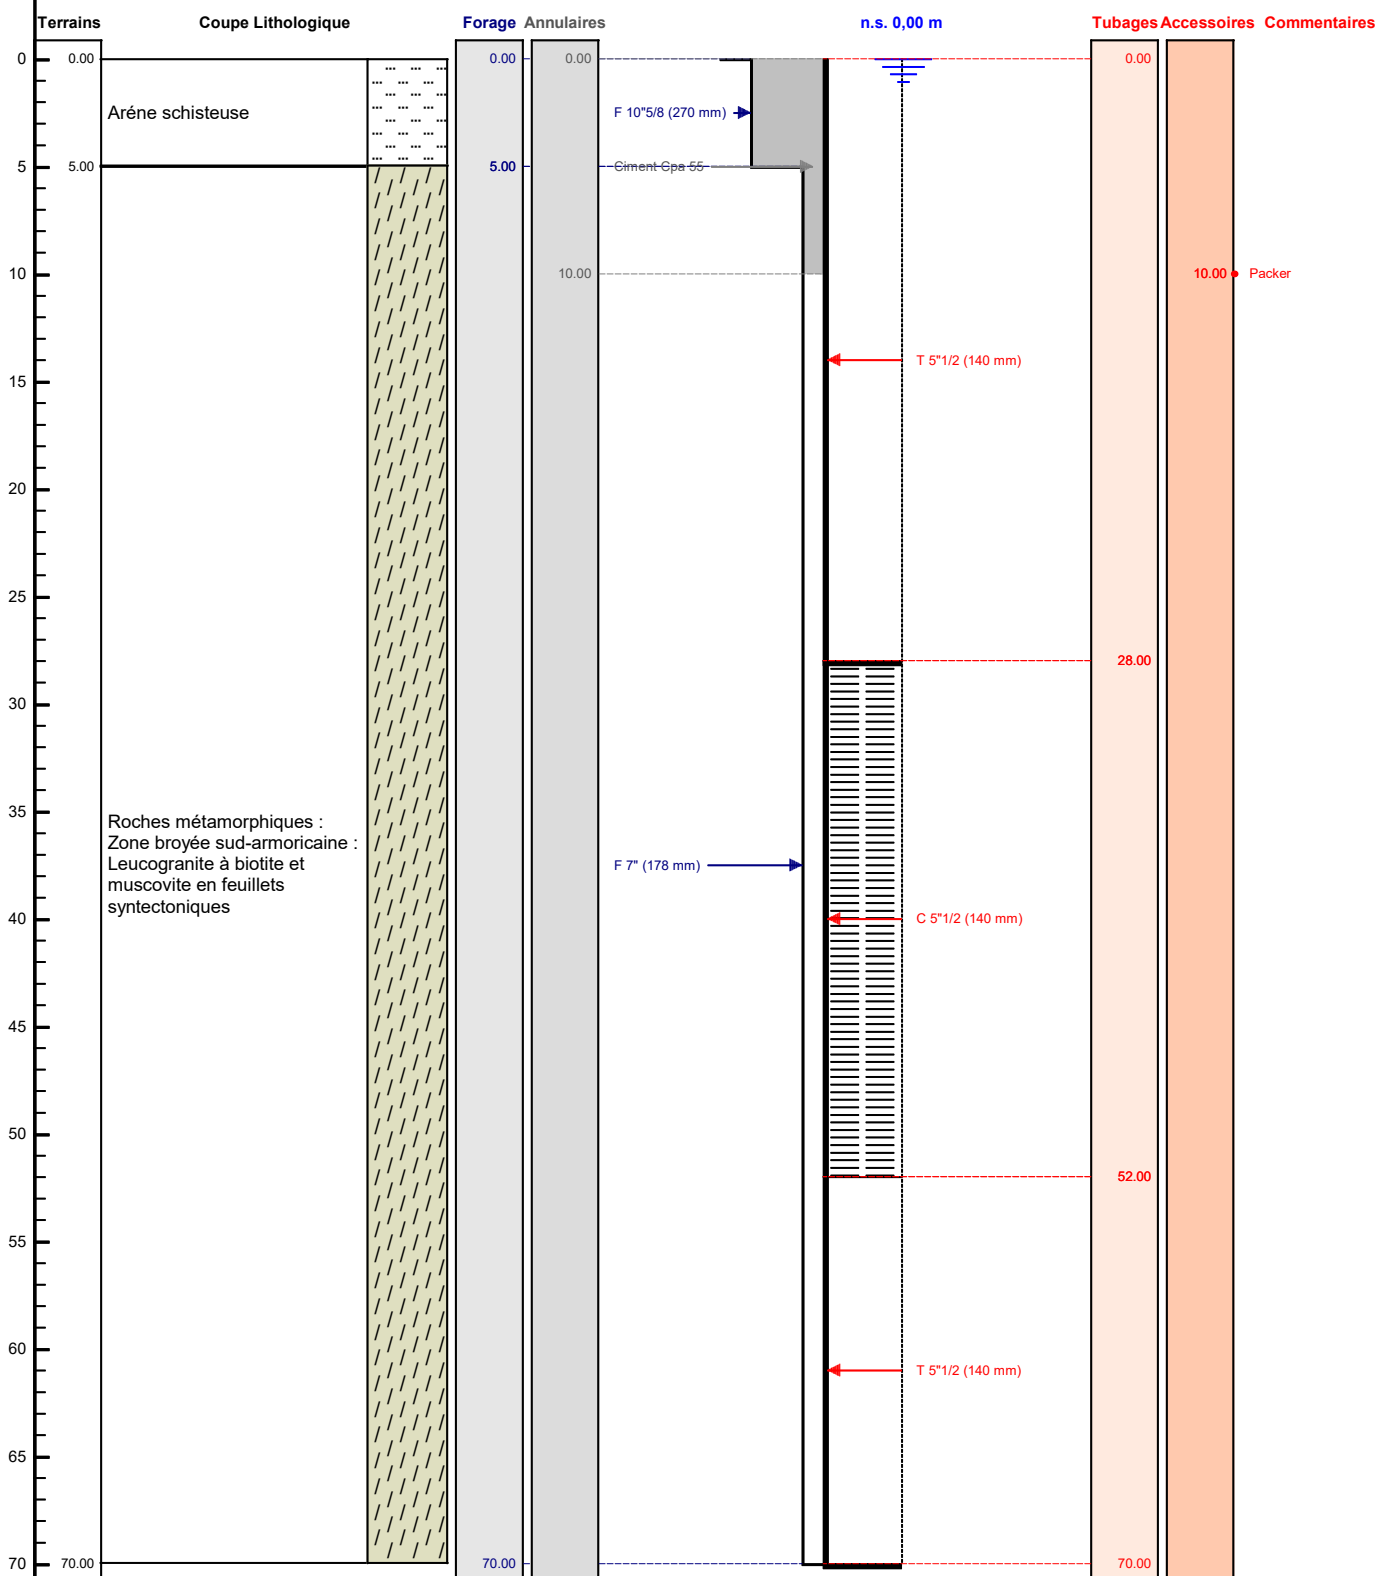 Terrains Coupe Lithologique Forage Annulaires n.s. 0,00 m Tubages Accessoires Commentaires
0 0.00 0.00 0.00 0.00
Aréne schisteuse F 10"5/8 (270 mm)
5 5.00 5.00 Ciment Cpa 55
10 10.00 10.00 Packer
T 5"1/2 (140 mm)
15
20
25
28.00
30
35
Roches métamorphiques :
Zone broyée sud-armoricaine :
Leucogranite à biotite et
muscovite en feuillets
syntectoniques
F 7" (178 mm)
40 C 5"1/2 (140 mm)
45
50
52.00
55
60
T 5"1/2 (140 mm)
65
70 70.00 70.00 70.00